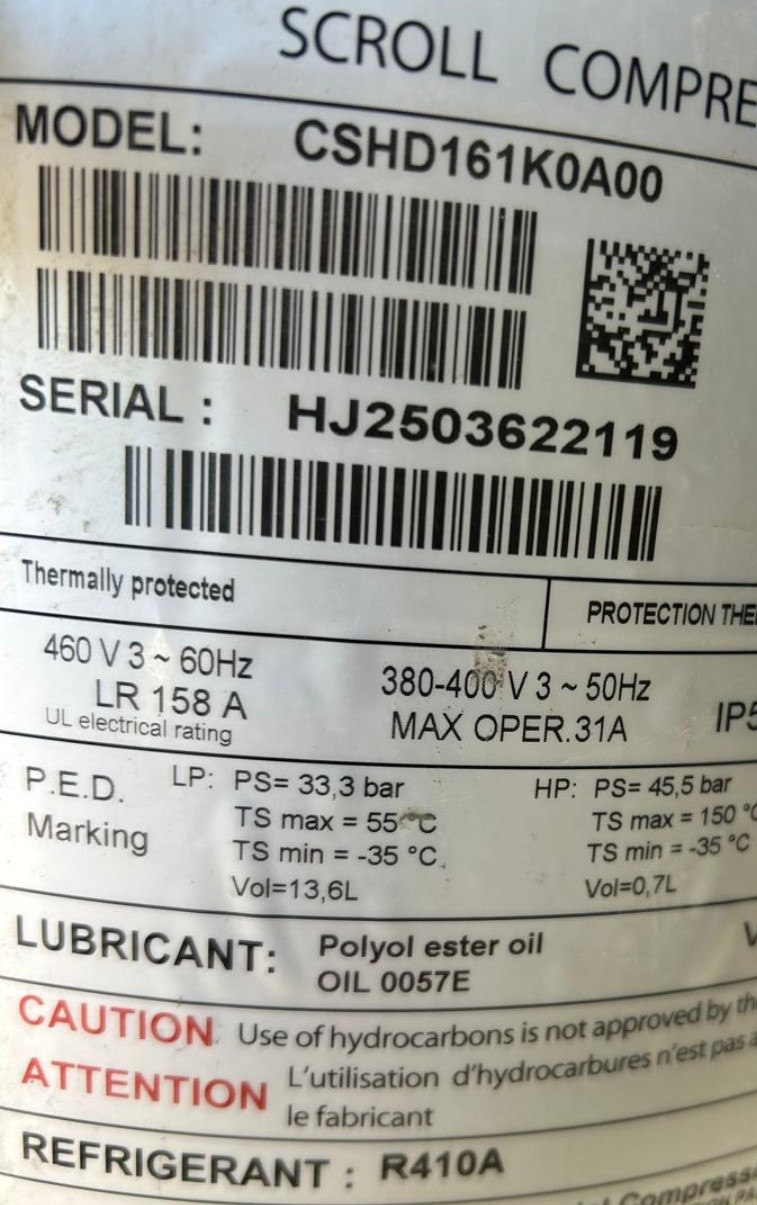 SCROLL COMPRE
MODEL: CSHD161K0A00
SERIAL : HJ2503622119
Thermally protected
PROTECTION THE
460 V 3 ~ 60Hz
LR 158 A
UL electrical rating
380-400 V 3 ~ 50Hz
MAX OPER.31A
IP5
P.E.D.
Marking
LP: PS= 33,3 bar
TS max = 55 °C
TS min = -35 °C
Vol=13,6L
HP: PS= 45,5 bar
TS max = 150 °C
TS min = -35 °C
Vol=0,7L
LUBRICANT: Polyol ester oil
OIL 0057E
V
CAUTION Use of hydrocarbons is not approved by the
ATTENTION L'utilisation d'hydrocarbures n'est pas a
le fabricant
REFRIGERANT : R410A
Compresso